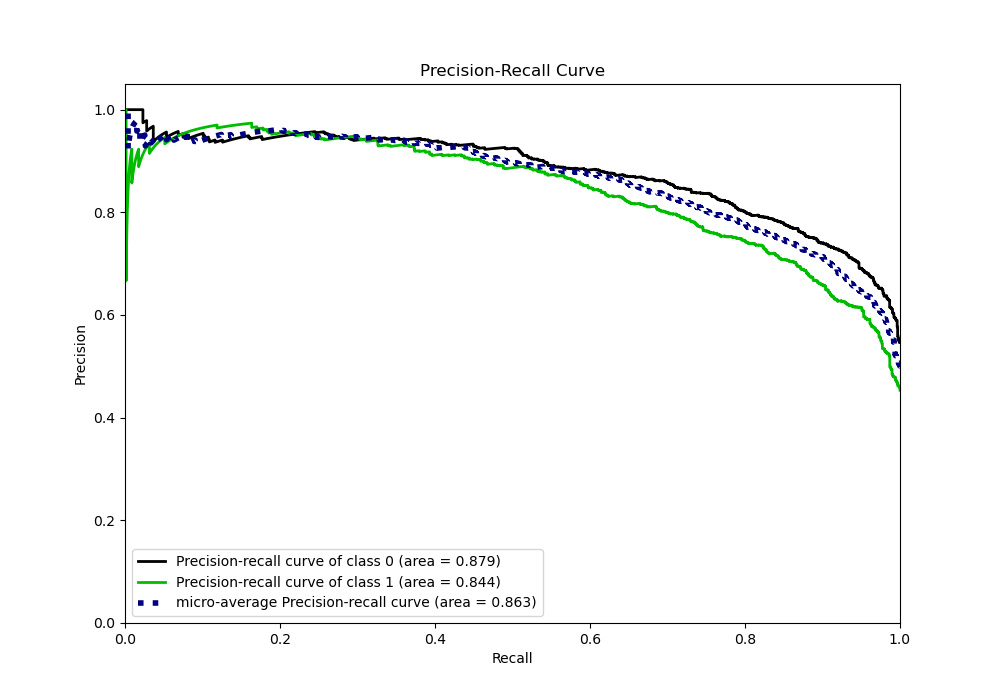 Precision-Recall Curve
1.0
0.8
0.6
0.4
0.2
0.0
Precision
Precision-recall curve of class 0 (area = 0.879)
Precision-recall curve of class 1 (area = 0.844)
micro-average Precision-recall curve (area = 0.863)
0.0 0.2 0.4 0.6 0.8 1.0
Recall